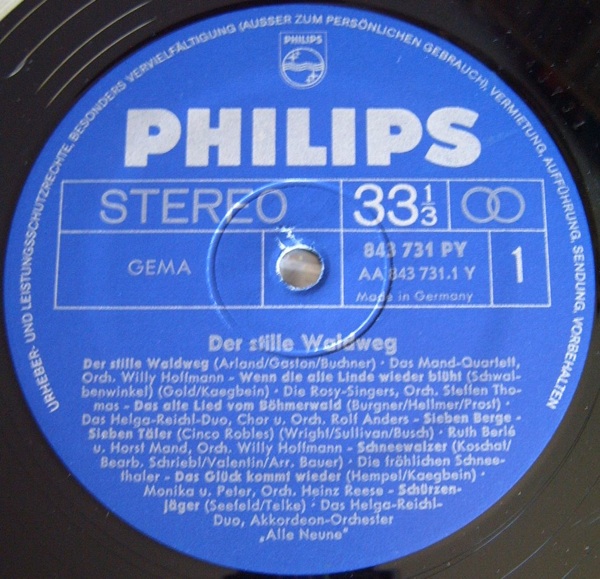 URHEBER- UND LEISTUNGSSCHUTZRECHTE, BESONDERS VERVIELFÄLTIGUNG (AUSSER ZUM PERSÖNLICHEN GEBRAUCH), VERMIETUNG, AUFFÜHRUNG, SENDUNG, VORBEHALTEN
PHILIPS
PHILIPS
STEREO
33 1/3
GEMA
843 731 PY
AA 843 731.1 Y
Made in Germany
1
Der stille Waldweg
Der stille Waldweg (Arland/Gaston/Buchner) · Das Mand-Quartett,
Orch. Willy Hoffmann – Wenn die alte Linde wieder blüht (Schwal-
benwinkel) (Gold/Kaegbein) · Die Rosy-Singers, Orch. Steffen Tho-
mas – Das alte Lied vom Böhmerwald (Burgner/Hellmer/Prost) ·
Das Helga-Reichl-Duo, Chor u. Orch. Rolf Anders – Sieben Berge -
Sieben Täler (Cinco Robles) (Wright/Sullivan/Busch) · Ruth Berlé
u. Horst Mand, Orch. Willy Hoffmann – Schneewalzer (Koschat/
Bearb. Schriebl/Valentin/Arr. Bauer) · Die fröhlichen Schnee-
thaler – Das Glück kommt wieder (Hempel/Kaegbein) ·
Monika u. Peter, Orch. Heinz Reese – Schürzen-
jäger (Seefeld/Telke) · Das Helga-Reichl-
Duo, Akkordeon-Orchester
„Alle Neune"